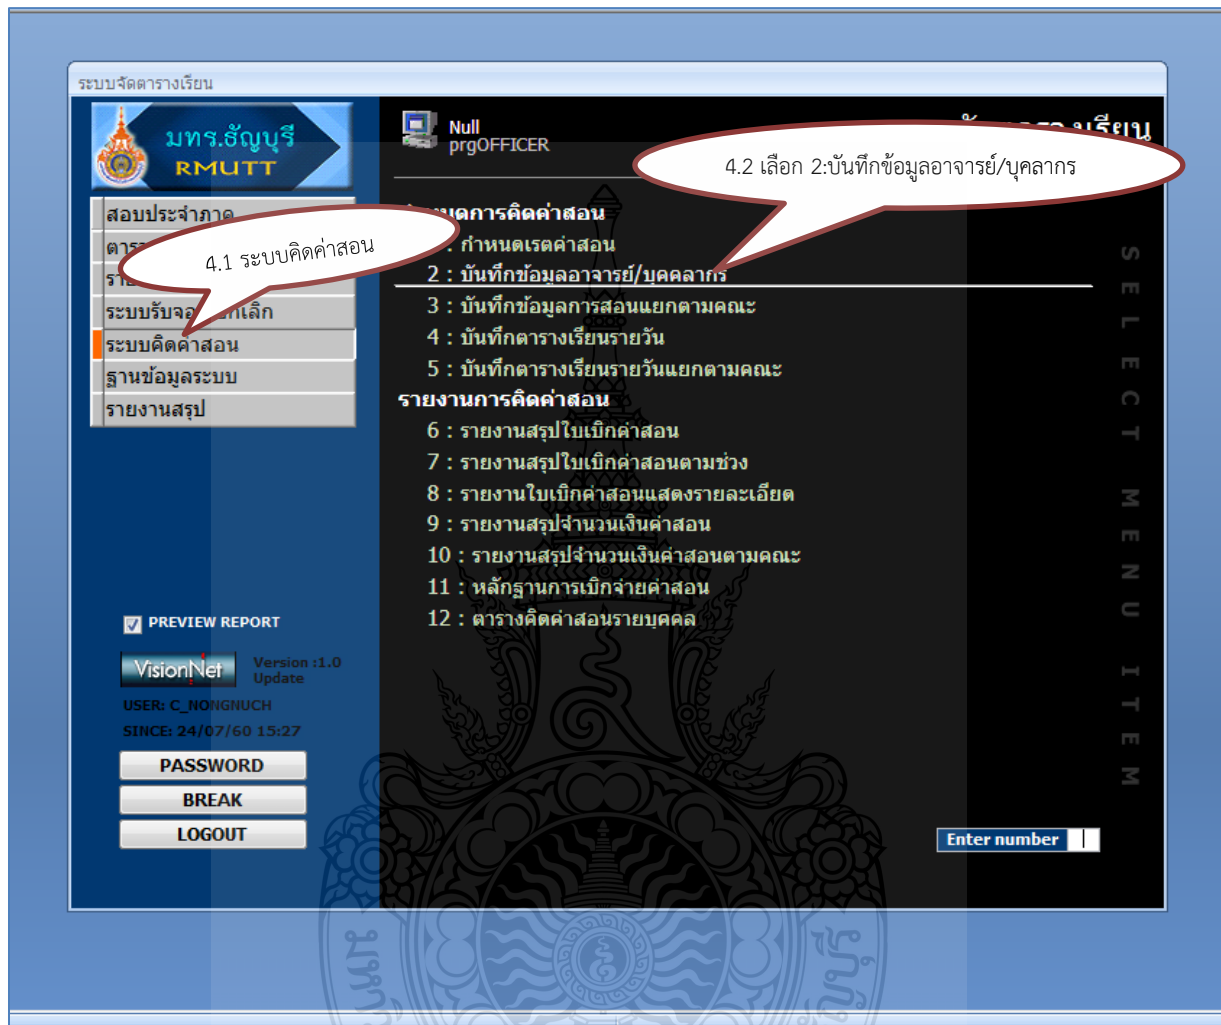 ระบบจัดตารางเรียน
มทร.ธัญบุรี
RMUTT
Null
prgOFFICER
4.2 เลือก 2:บันทึกข้อมูลอาจารย์/บุคลากร
สอบประจำภาค
4.1 ระบบคิดค่าสอน
ระบบคิดค่าสอน
ฐานข้อมูลระบบ
รายงานสรุป
การคิดค่าสอน
: กำหนดเรตค่าสอน
2 : บันทึกข้อมูลอาจารย์/บุคคลากร
3 : บันทึกข้อมูลการสอนแยกตามคณะ
4 : บันทึกตารางเรียนรายวัน
5 : บันทึกตารางเรียนรายวันแยกตามคณะ
รายงานการคิดค่าสอน
6 : รายงานสรุปใบเบิกค่าสอน
7 : รายงานสรุปใบเบิกค่าสอนตามช่วง
8 : รายงานใบเบิกค่าสอนแสดงรายละเอียด
9 : รายงานสรุปจำนวนเงินค่าสอน
10 : รายงานสรุปจำนวนเงินค่าสอนตามคณะ
11 : หลักฐานการเบิกจ่ายค่าสอน
12 : ตารางคิดค่าสอนรายบุคคล
SELECT MENU ITEM
PREVIEW REPORT
VisionNet
Version :1.0
Update
USER: C_NONGNUCH
SINCE: 24/07/60 15:27
PASSWORD
BREAK
LOGOUT
Enter number